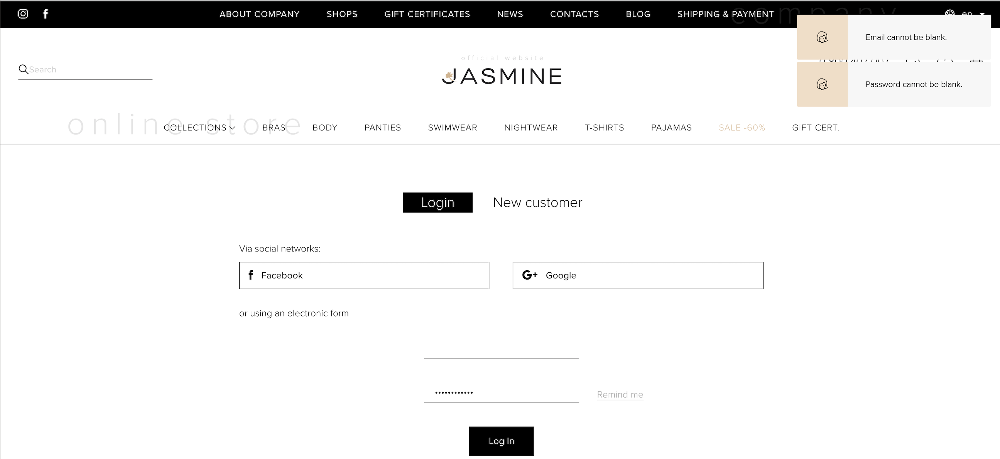 ABOUT COMPANY SHOPS GIFT CERTIFICATES NEWS CONTACTS BLOG SHIPPING & PAYMENT en
company
Email cannot be blank.
Search
official website
JASMINE
Password cannot be blank.
online store
COLLECTIONS BRAS BODY PANTIES SWIMWEAR NIGHTWEAR T-SHIRTS PAJAMAS SALE -60% GIFT CERT.
Login New customer
Via social networks:
Facebook G+ Google
or using an electronic form
Remind me
Log In